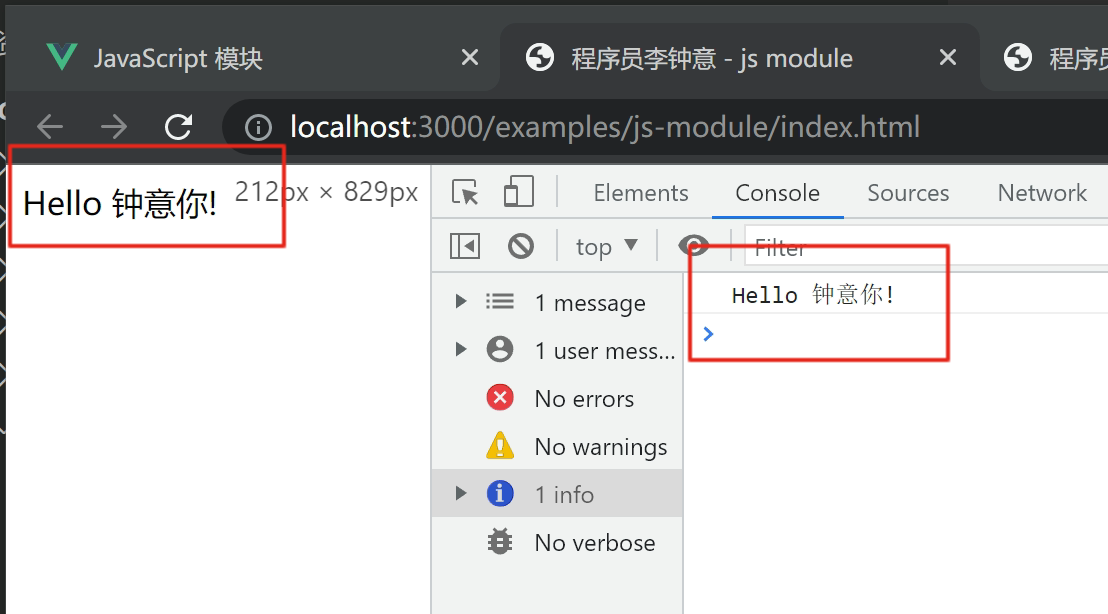 JavaScript 模块
程序员李钟意 - js module
程序员
localhost:3000/examples/js-module/index.html
Hello 钟意你!
212px × 829px
Elements
Console
Sources
Network
top
Filter
1 message
1 user mess...
No errors
No warnings
1 info
No verbose
Hello 钟意你!